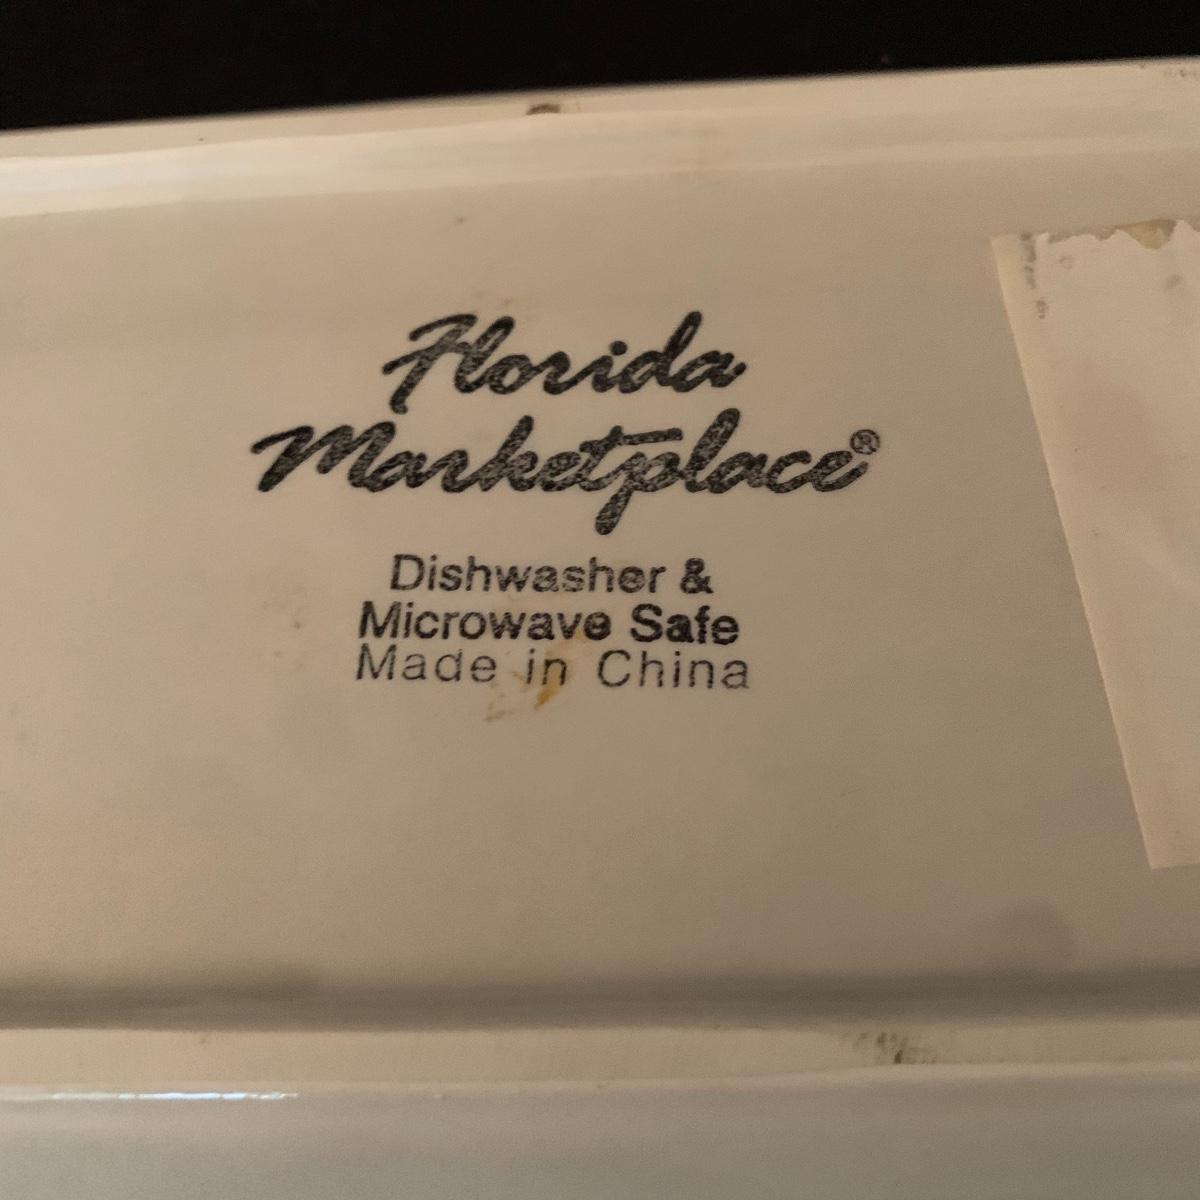 Florida
Marketplace®
Dishwasher &
Microwave Safe
Made in China